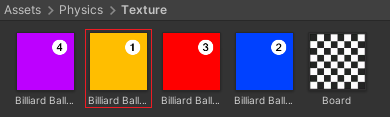 Assets > Physics > Texture
4 1 3 2
Billiard Ball... Billiard Ball... Billiard Ball... Billiard Ball... Board